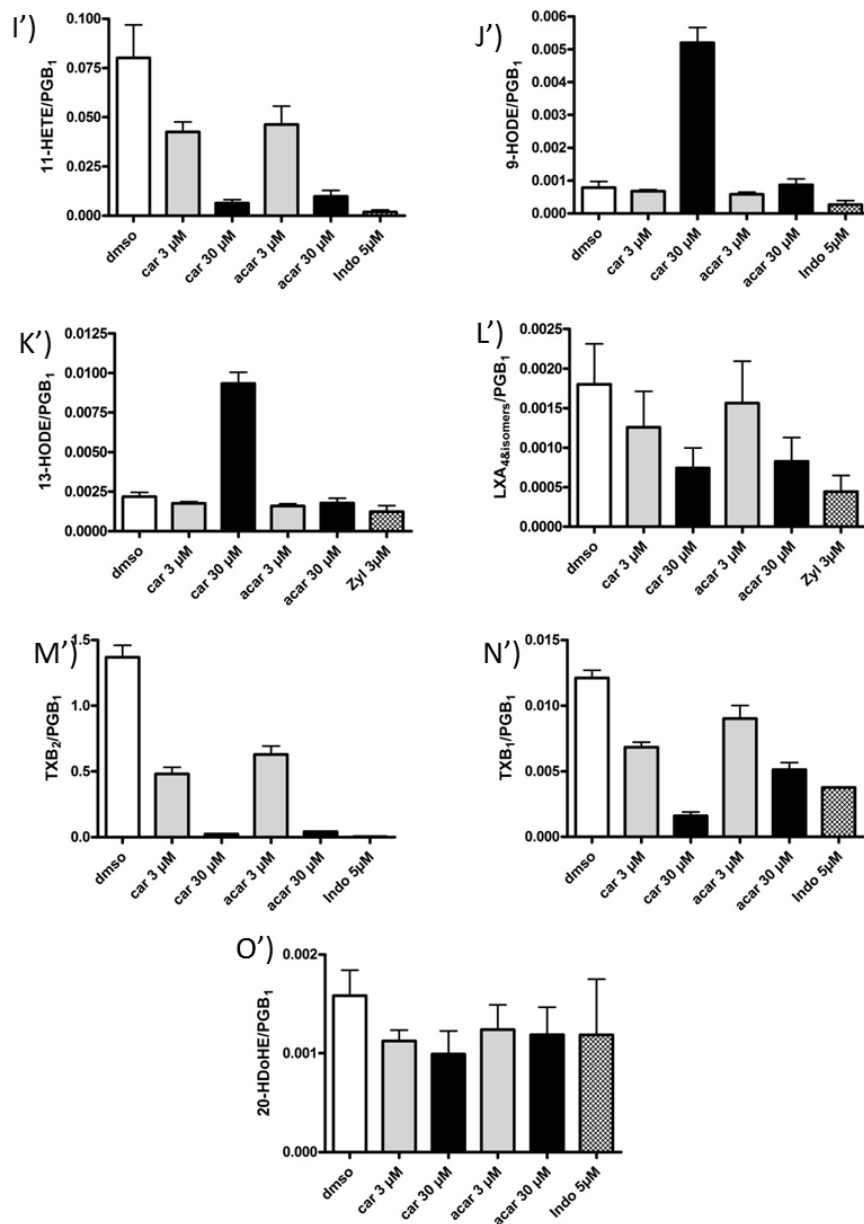 I')
11-HETE/PGB1
0.100
0.075
0.050
0.025
0.000
dmso
car 3 µM
car 30 µM
acar 3 µM
acar 30 µM
Indo 5µM
J')
9-HODE/PGB1
0.006
0.005
0.004
0.003
0.002
0.001
0.000
dmso
car 3 µM
car 30 µM
acar 3 µM
acar 30 µM
Indo 5µM
K')
13-HODE/PGB1
0.0125
0.0100
0.0075
0.0050
0.0025
0.0000
dmso
car 3 µM
car 30 µM
acar 3 µM
acar 30 µM
Zyl 3µM
L')
LXA4&isomers/PGB1
0.0025
0.0020
0.0015
0.0010
0.0005
0.0000
dmso
car 3 µM
car 30 µM
acar 3 µM
acar 30 µM
Zyl 3µM
M')
TXB2/PGB1
1.5
1.0
0.5
0.0
dmso
car 3 µM
car 30 µM
acar 3 µM
acar 30 µM
Indo 5µM
N')
TXB1/PGB1
0.015
0.010
0.005
0.000
dmso
car 3 µM
car 30 µM
acar 3 µM
acar 30 µM
Indo 5µM
O')
20-HDoHE/PGB1
0.002
0.001
0.000
dmso
car 3 µM
car 30 µM
acar 3 µM
acar 30 µM
Indo 5µM